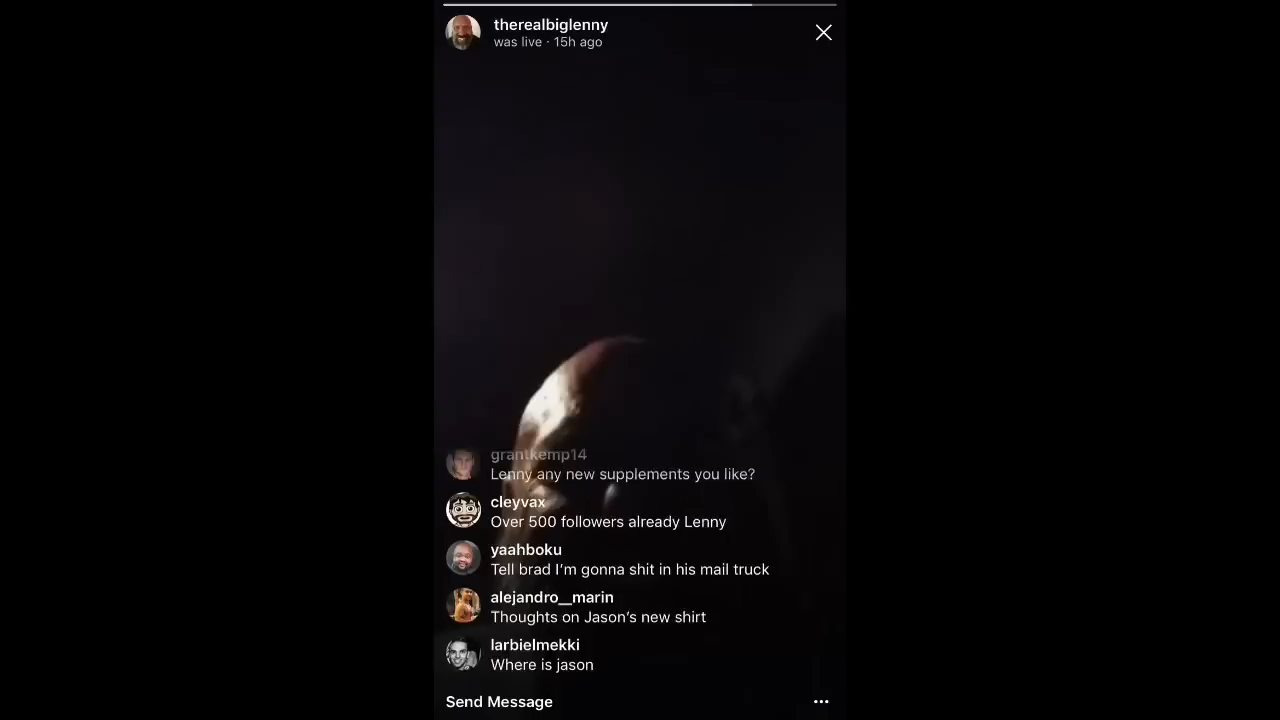 therealbiglenny
was live · 15h ago
grantkemp14
Lenny any new supplements you like?
cleyvax
Over 500 followers already Lenny
yaahboku
Tell brad I'm gonna shit in his mail truck
alejandro__marin
Thoughts on Jason's new shirt
larbielmekki
Where is jason
Send Message